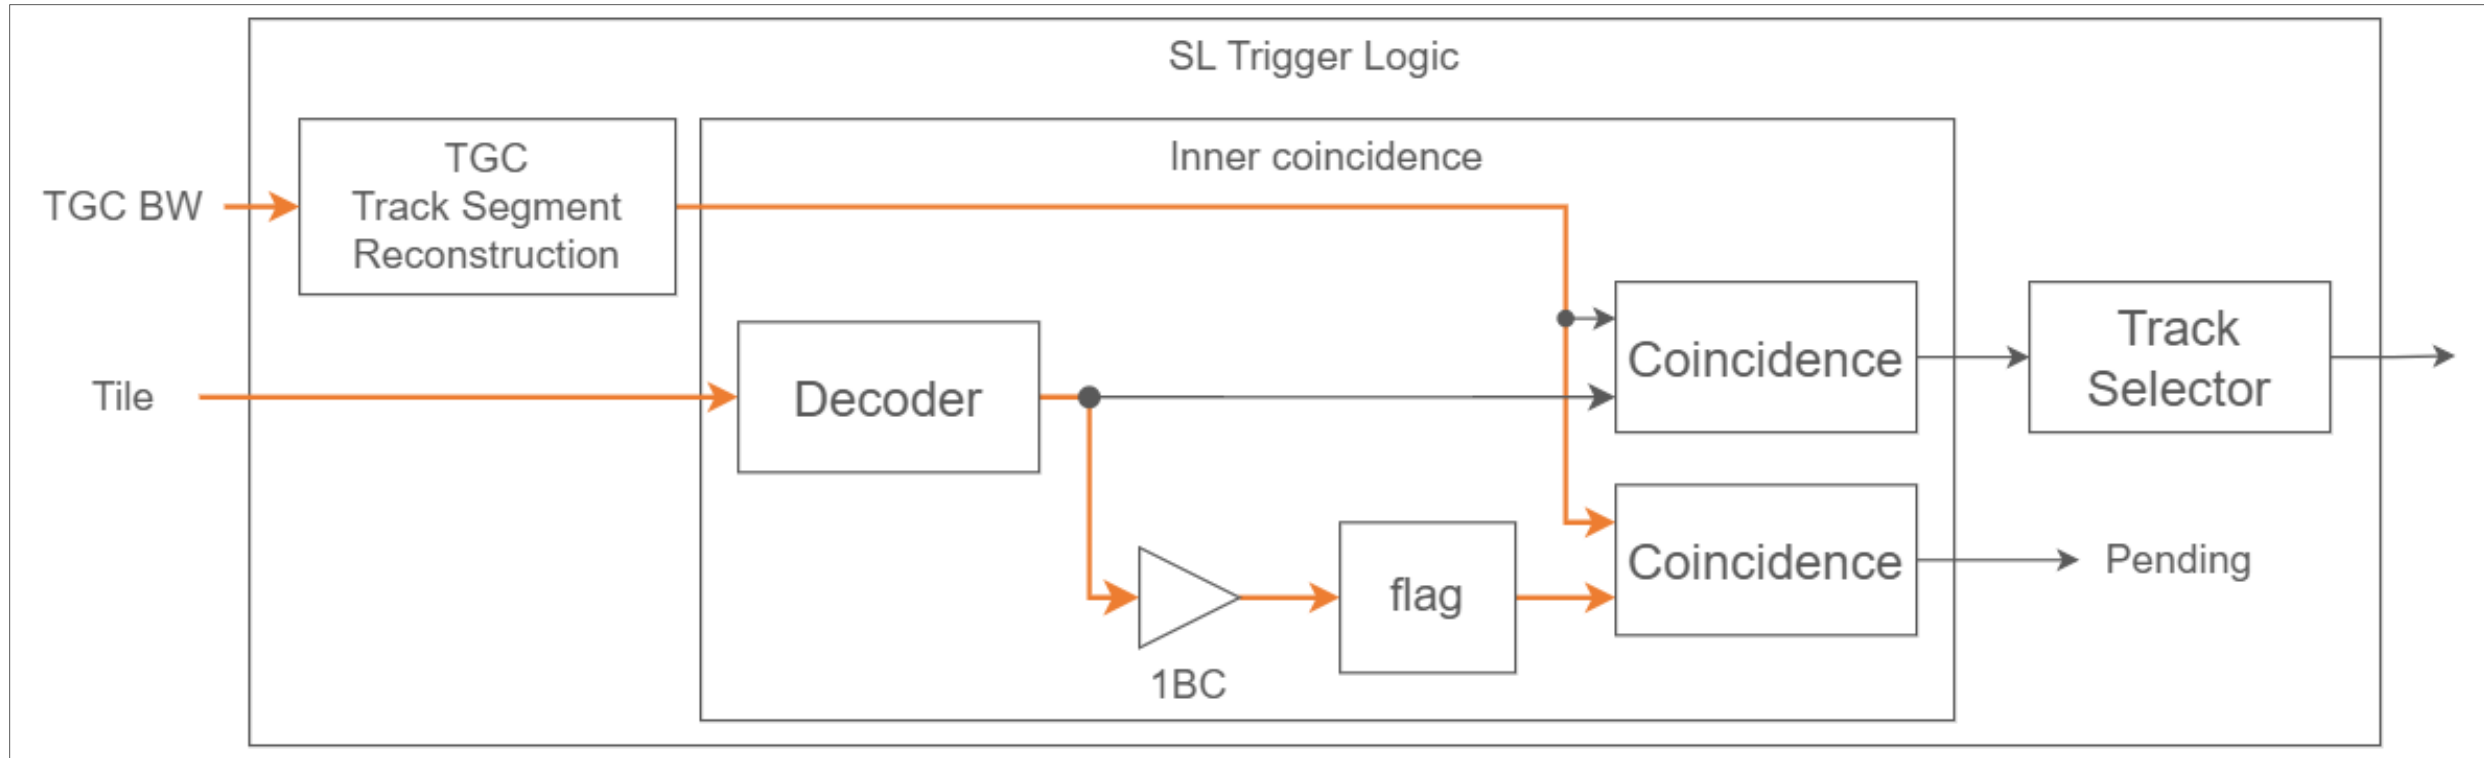 SL Trigger Logic
TGC
Track Segment
Reconstruction
Inner coincidence
TGC BW
Tile
Decoder
Coincidence
Track
Selector
1BC
flag
Coincidence
Pending